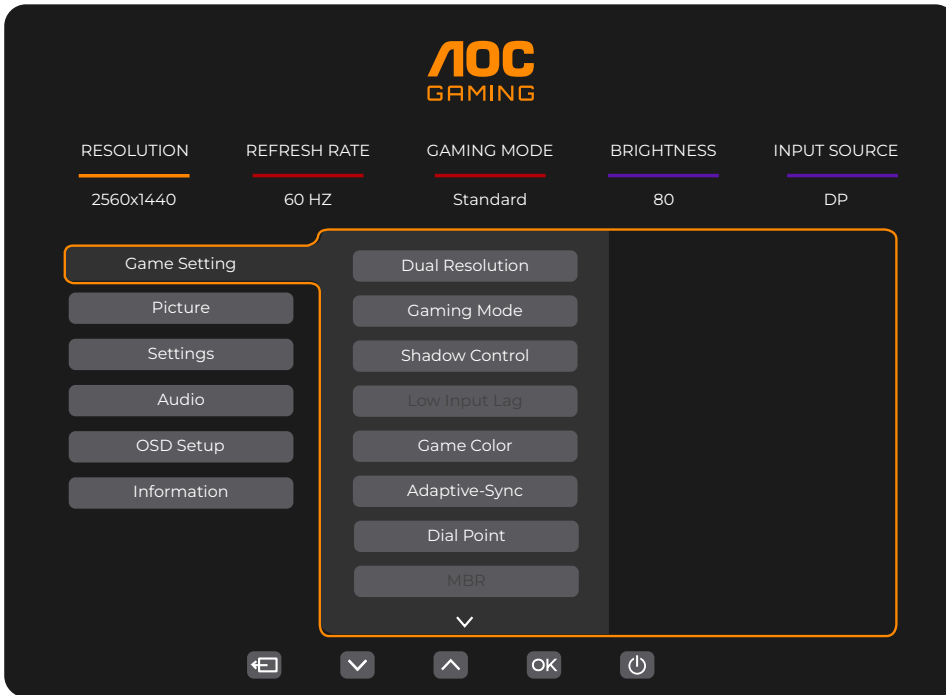 AOC
GAMING
RESOLUTION REFRESH RATE GAMING MODE BRIGHTNESS INPUT SOURCE
2560x1440 60 HZ Standard 80 DP
Game Setting
Picture
Settings
Audio
OSD Setup
Information
Dual Resolution
Gaming Mode
Shadow Control
Low Input Lag
Game Color
Adaptive-Sync
Dial Point
MBR
OK